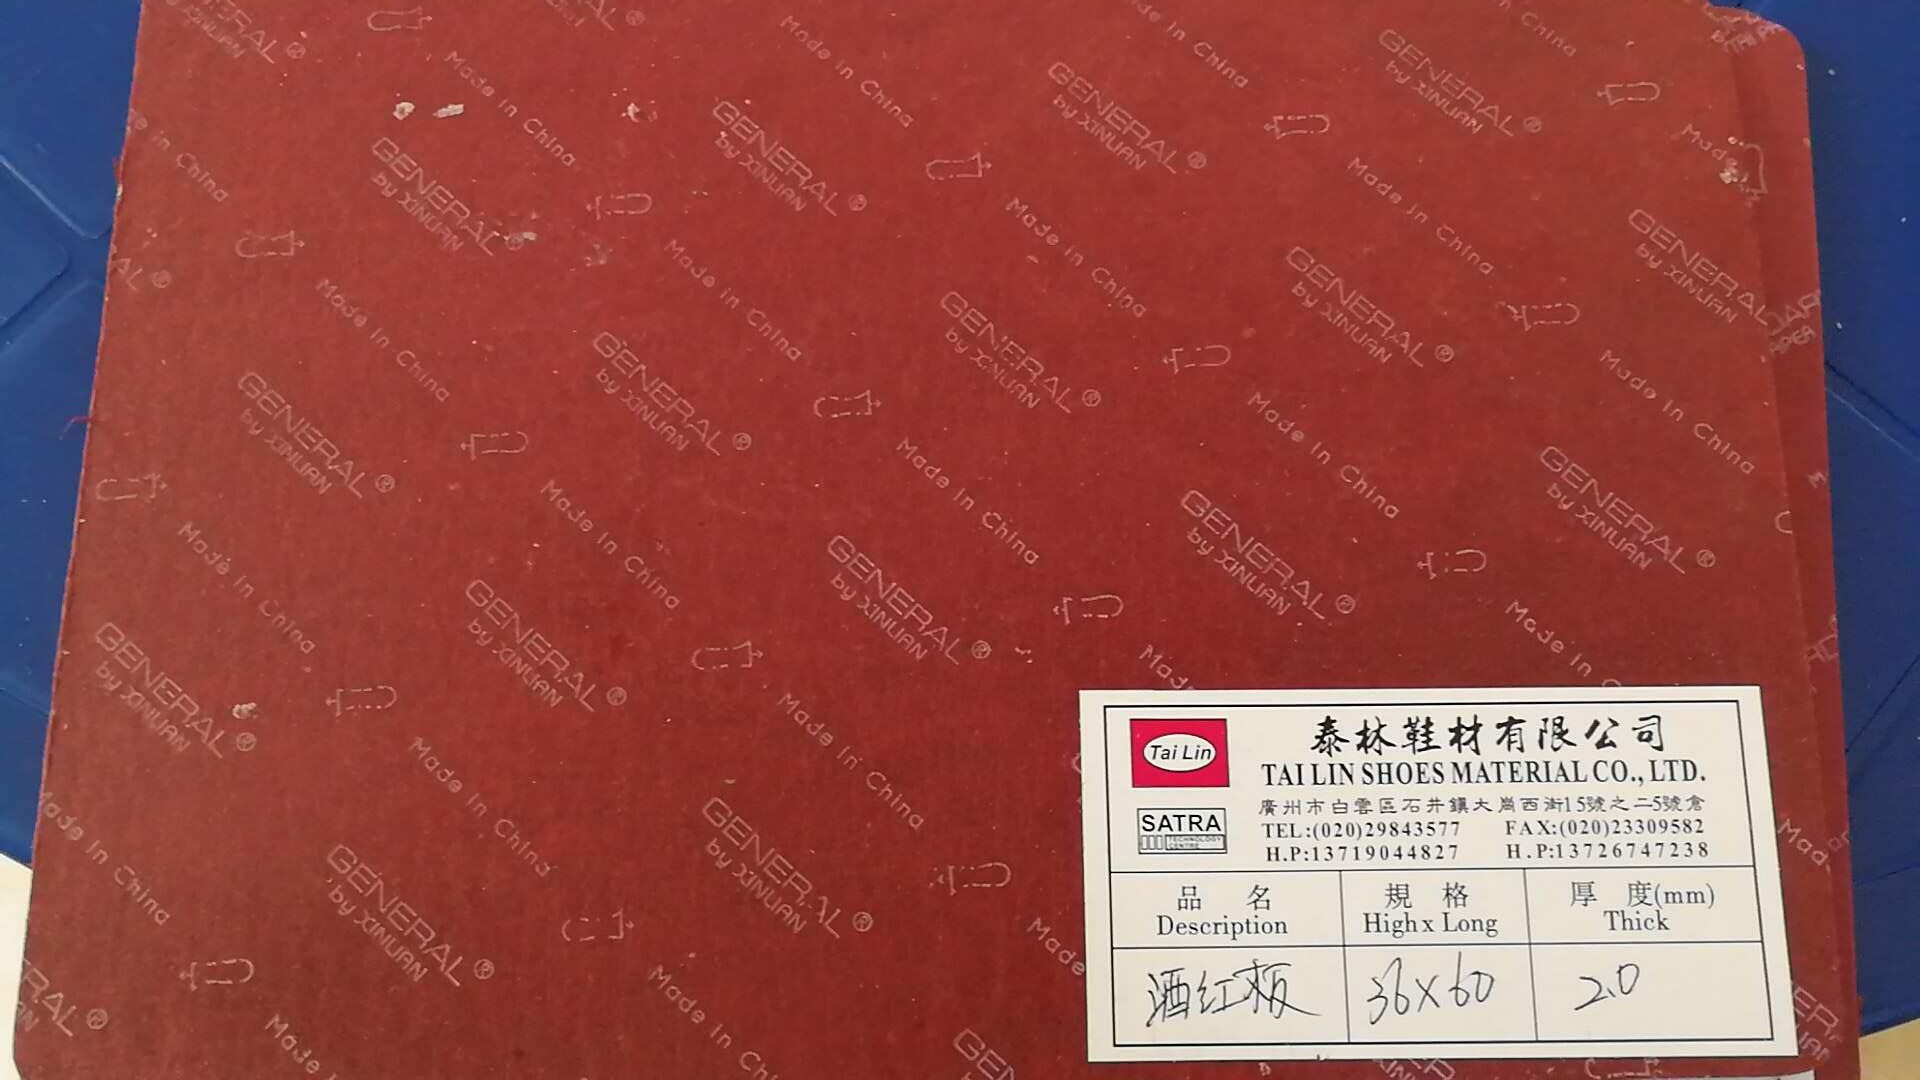 GENERAL®
by XINLIAN
Made in China
Tai Lin
泰林鞋材有限公司
TAI LIN SHOES MATERIAL CO., LTD.
SATRA
TECHNOLOGY
CENTRE
廣州市白雲區石井鎮大崗西街15號之二5號倉
TEL:(020)29843577 FAX:(020)23309582
H.P:13719044827 H.P:13726747238
品 名 規 格 厚 度(mm)
Description High x Long Thick
酒红板 36X60 2.0